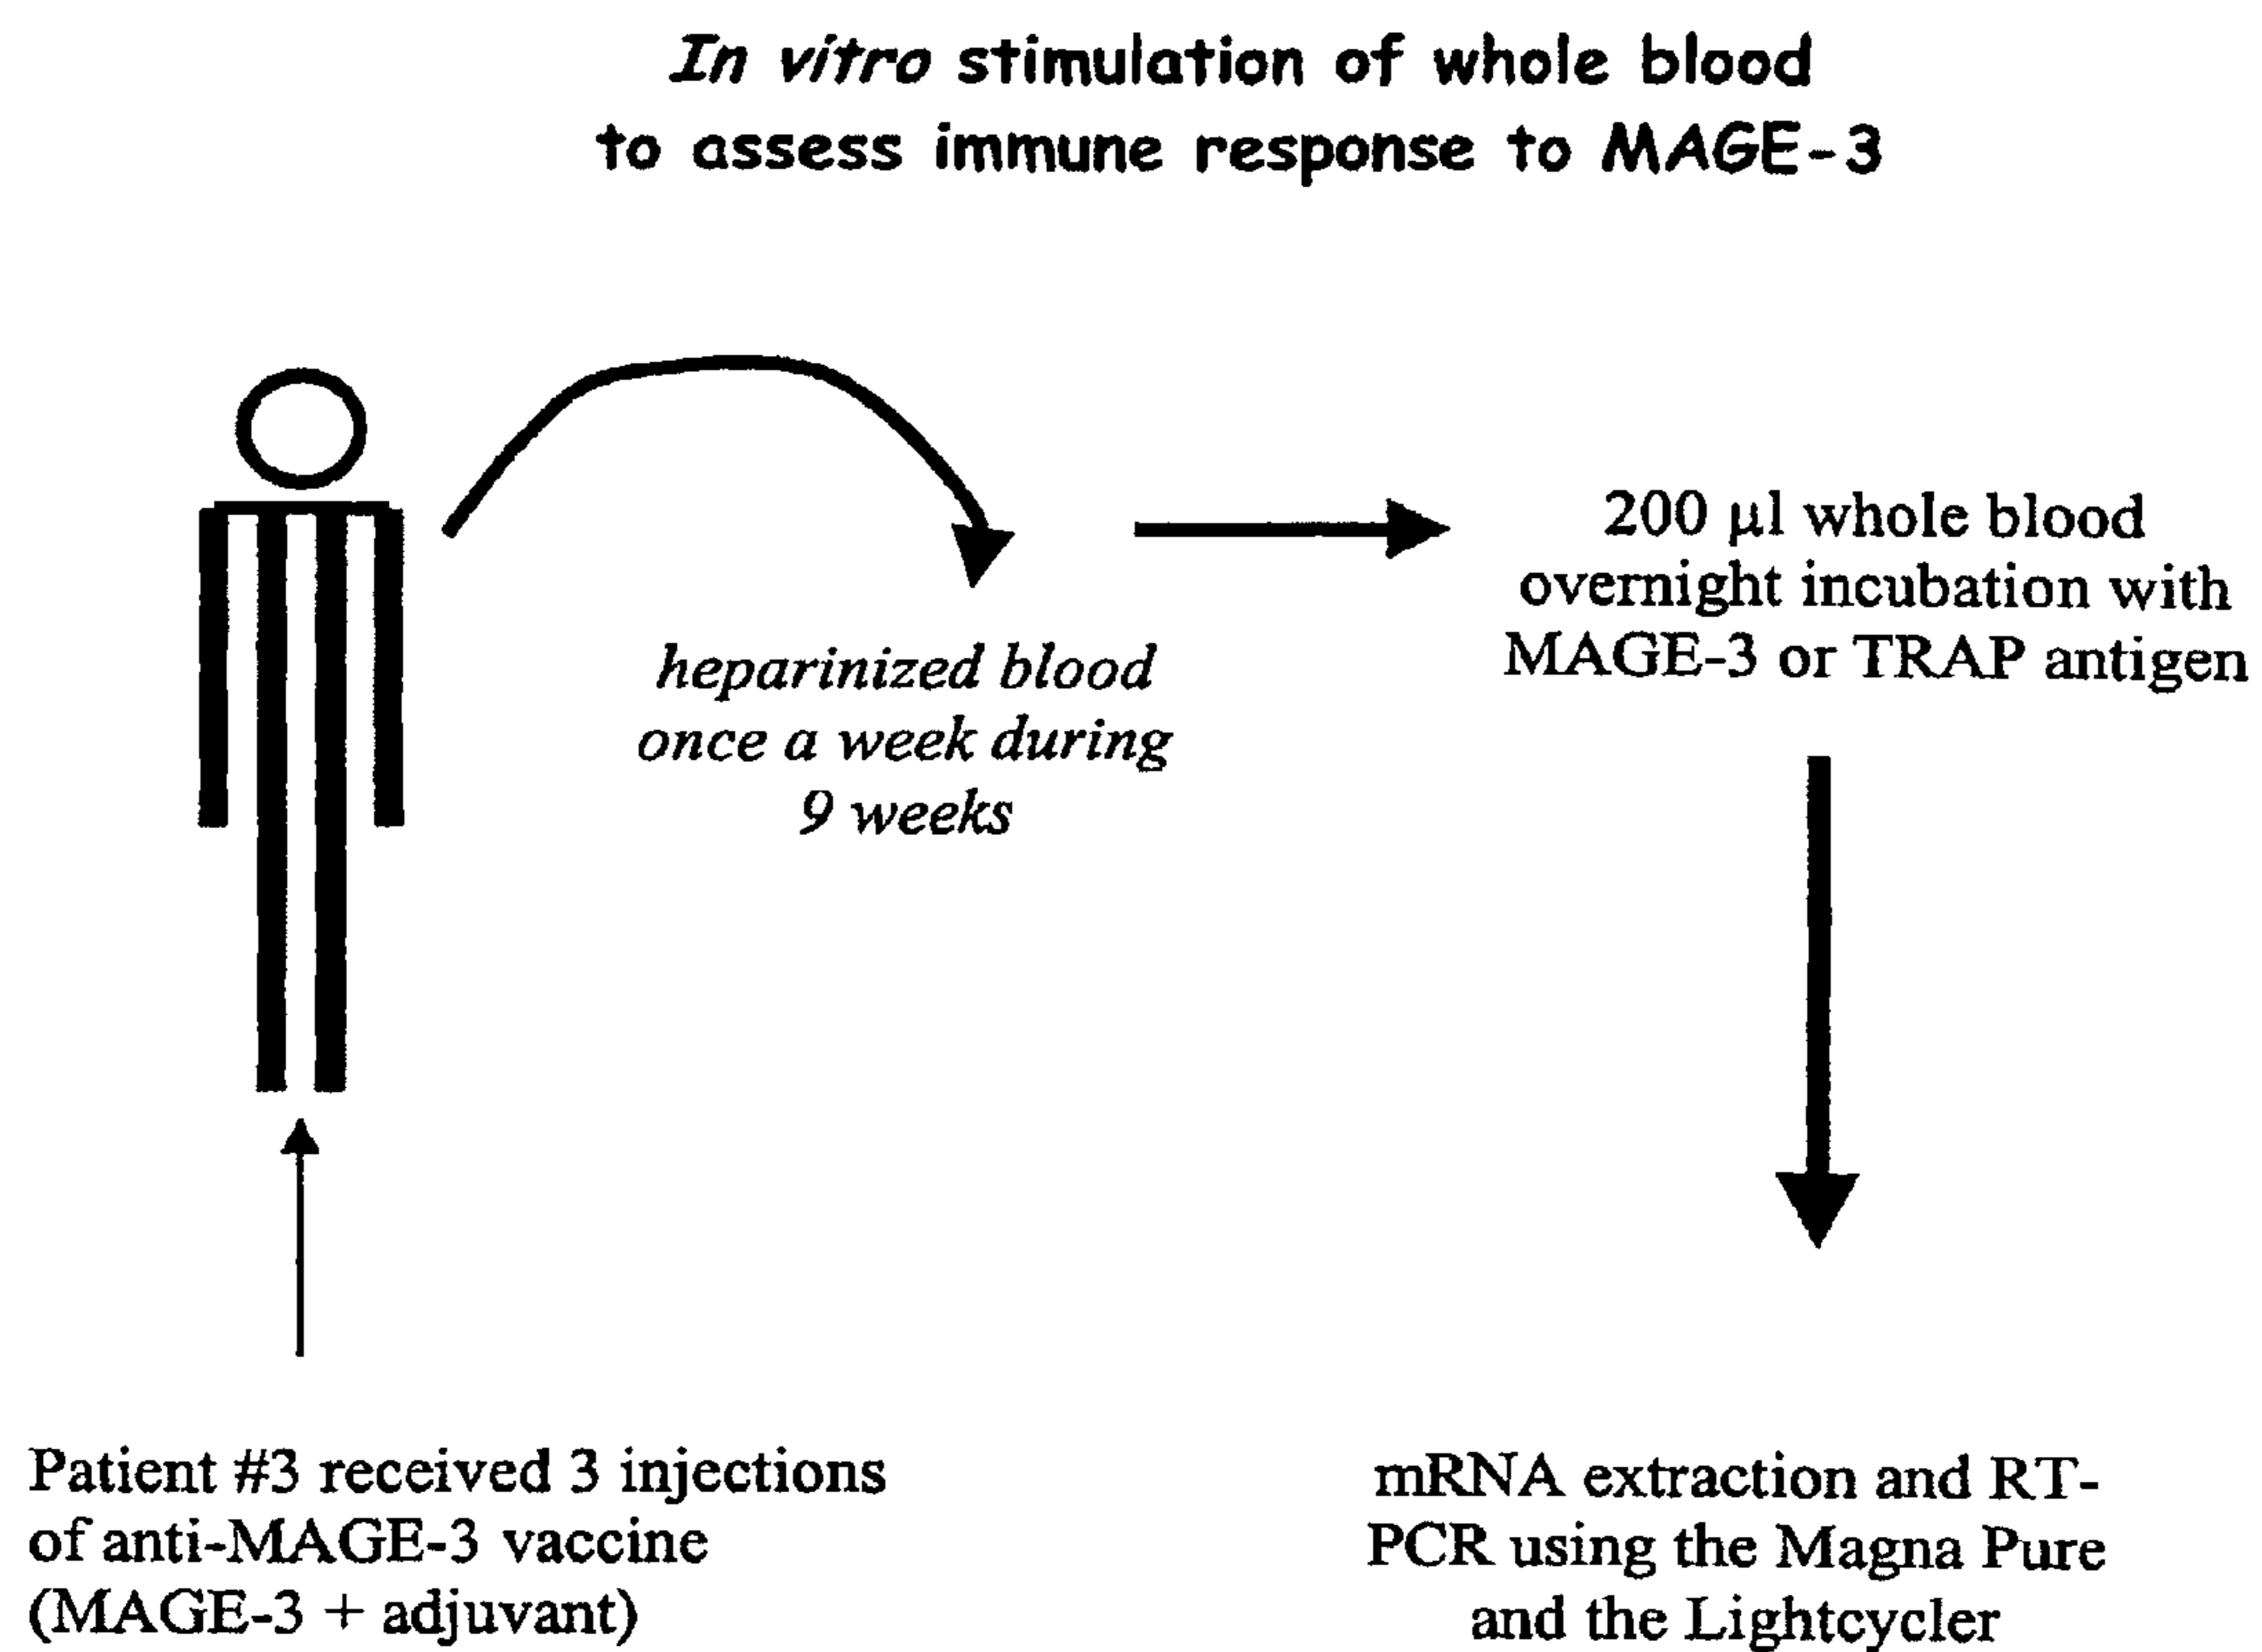 In vitro stimulation of whole blood
to assess immune response to MAGE-3
200 µl whole blood
overnight incubation with
MAGE-3 or TRAP antigen
heparinized blood
once a week during
9 weeks
Patient #3 received 3 injections
of anti-MAGE-3 vaccine
(MAGE-3 + adjuvant)
mRNA extraction and RT-
PCR using the Magna Pure
and the Lightcycler